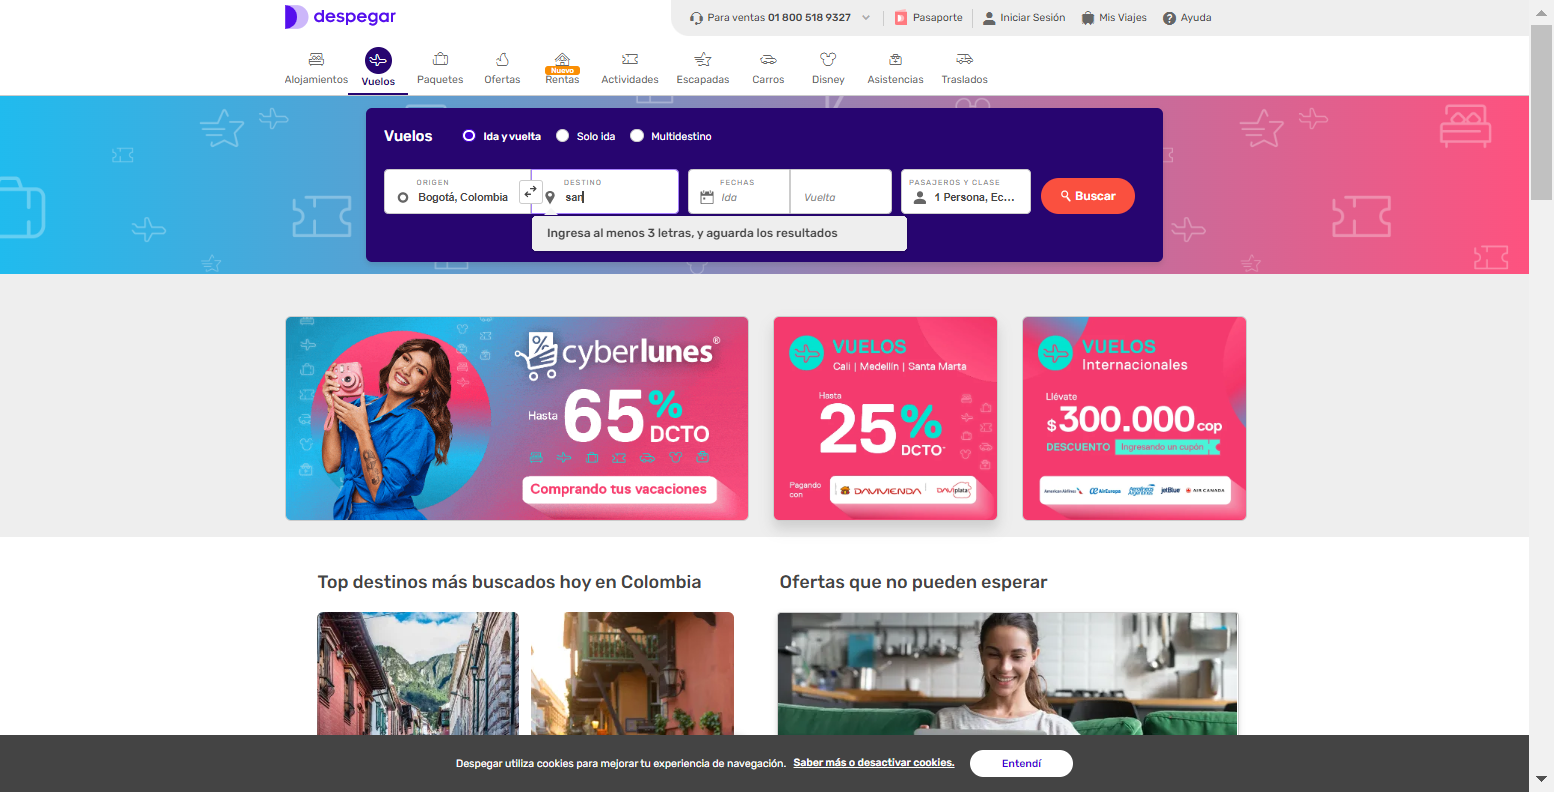 despegar
Para ventas 01 800 518 9327
Pasaporte
Iniciar Sesión
Mis Viajes
Ayuda
Alojamientos
Vuelos
Paquetes
Ofertas
Nuevo
Rentas
Actividades
Escapadas
Carros
Disney
Asistencias
Traslados
Vuelos
Ida y vuelta
Solo ida
Multidestino
ORIGEN
Bogotá, Colombia
DESTINO
san
FECHAS
Ida
Vuelta
PASAJEROS Y CLASE
1 Persona, Ec...
Buscar
Ingresa al menos 3 letras, y aguarda los resultados
cyberlunes®
Hasta 65% DCTO
Comprando tus vacaciones
VUELOS
Cali | Medellín | Santa Marta
Hasta
25% DCTO*
Pagando con
DAVIVIENDA
DAVIplata
VUELOS
Internacionales
Llévate
$300.000 cop
DESCUENTO Ingresando un cupón
American Airlines
AirEuropa
Aerolíneas Argentinas
jetBlue
AIR CANADA
Top destinos más buscados hoy en Colombia
Ofertas que no pueden esperar
Despegar utiliza cookies para mejorar tu experiencia de navegación. Saber más o desactivar cookies.
Entendí